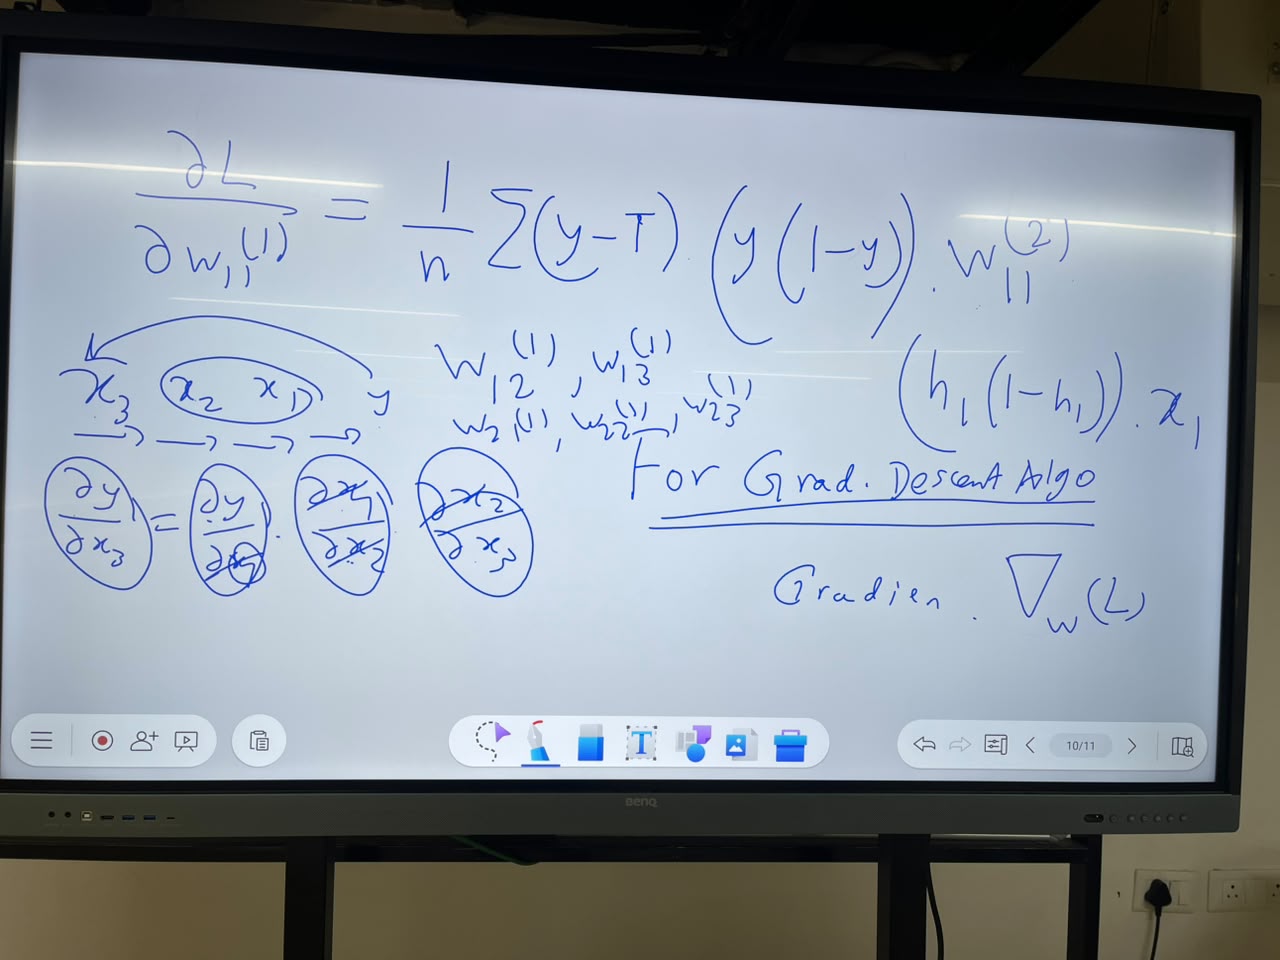 ∂L/∂w₁₁⁽¹⁾ = 1/n Σ(y−T).(y(1−y)).w₁₁⁽²⁾
(h₁(1−h₁)).x₁
x₃ x₂ x₁ y
w₁₂⁽¹⁾, w₁₃⁽¹⁾
w₂₁⁽¹⁾, w₂₂⁽¹⁾, w₂₃⁽¹⁾
∂y/∂x₃ = ∂y/∂x₁ . ∂x₁/∂x₂ ∂x₂/∂x₃
For Grad. Descent Algo
Gradien . ∇w(L)
T
10/11
BenQ